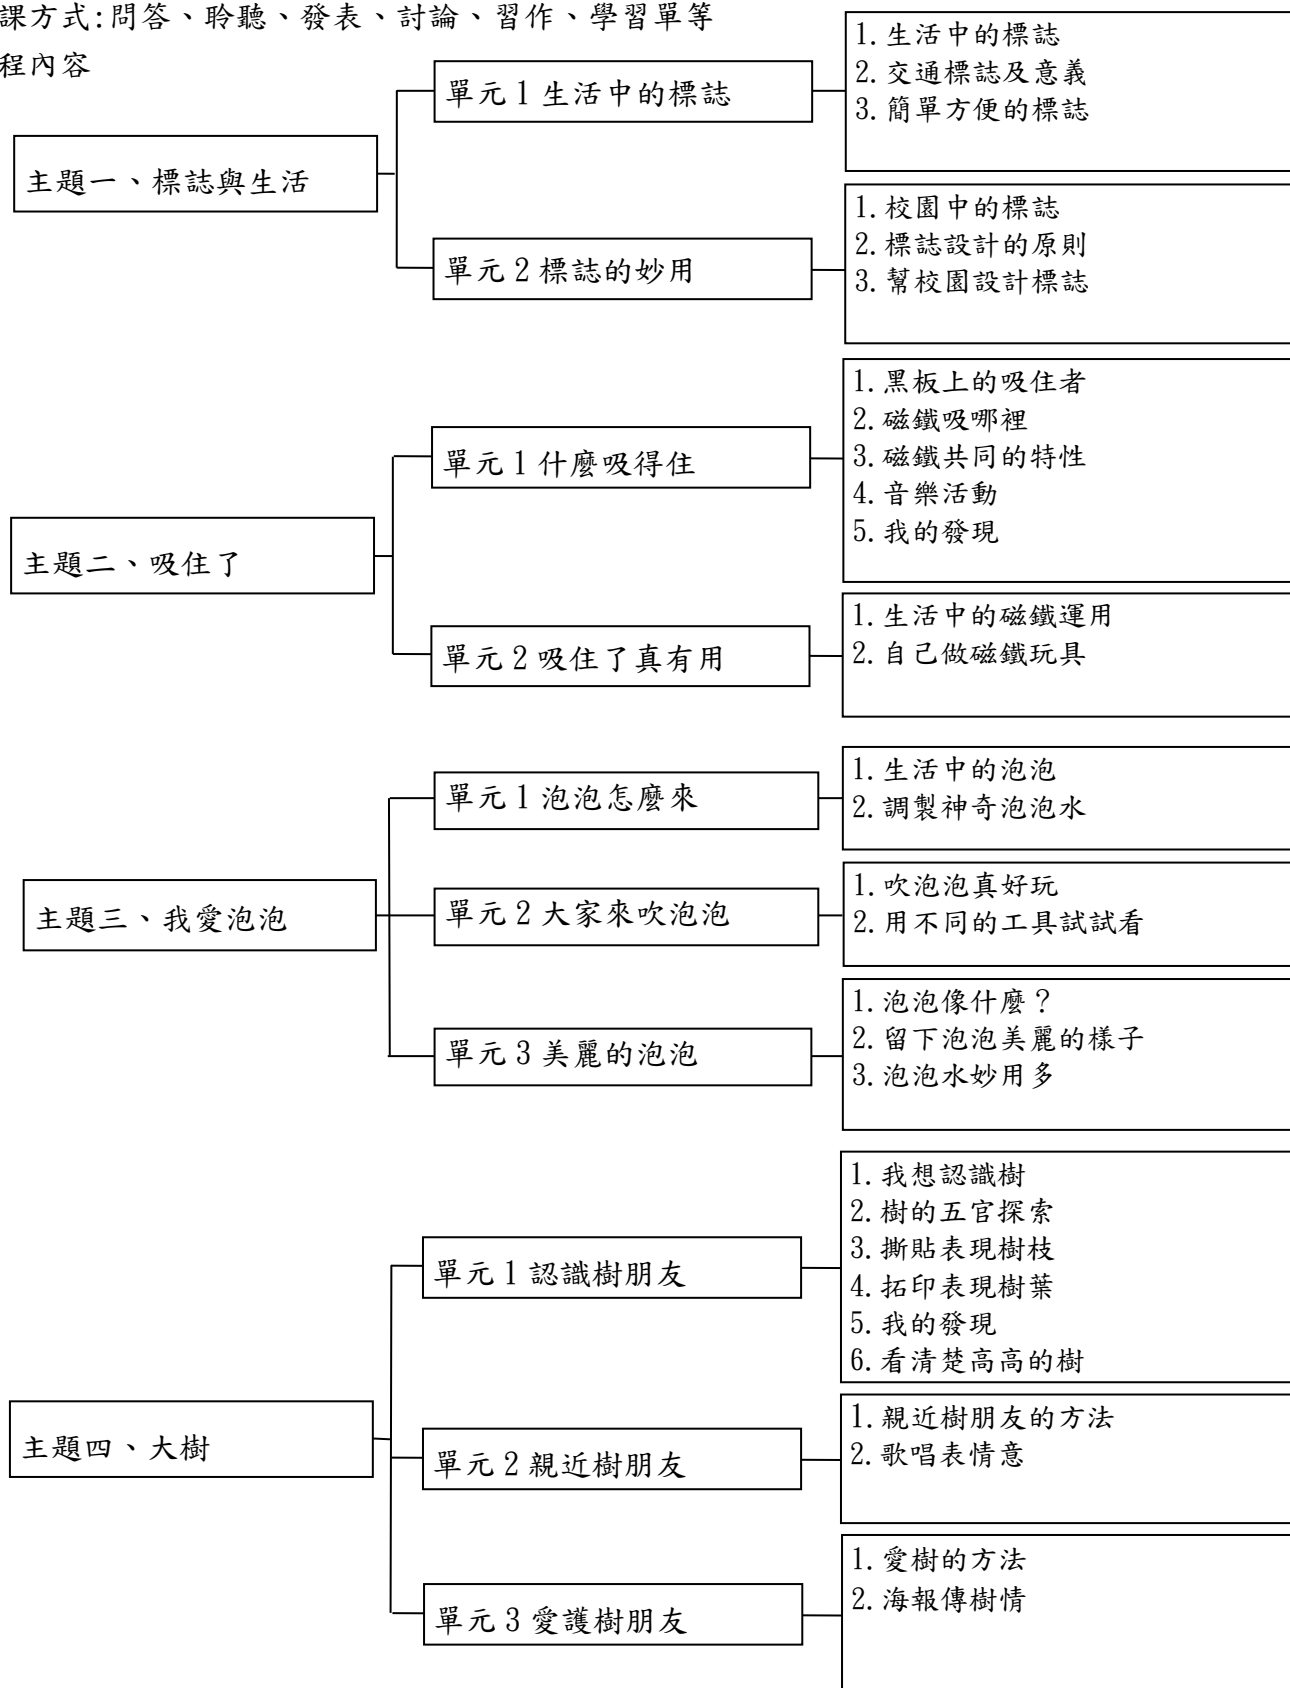 課方式:問答、聆聽、發表、討論、習作、學習單等
程內容
主題一、標誌與生活
單元 1 生活中的標誌
1.生活中的標誌
2.交通標誌及意義
3.簡單方便的標誌
單元 2 標誌的妙用
1.校園中的標誌
2.標誌設計的原則
3.幫校園設計標誌
主題二、吸住了
單元 1 什麼吸得住
1.黑板上的吸住者
2.磁鐵吸哪裡
3.磁鐵共同的特性
4.音樂活動
5.我的發現
單元 2 吸住了真有用
1.生活中的磁鐵運用
2.自己做磁鐵玩具
主題三、我愛泡泡
單元 1 泡泡怎麼來
1.生活中的泡泡
2.調製神奇泡泡水
單元 2 大家來吹泡泡
1.吹泡泡真好玩
2.用不同的工具試試看
單元 3 美麗的泡泡
1.泡泡像什麼？
2.留下泡泡美麗的樣子
3.泡泡水妙用多
主題四、大樹
單元 1 認識樹朋友
1.我想認識樹
2.樹的五官探索
3.撕貼表現樹枝
4.拓印表現樹葉
5.我的發現
6.看清楚高高的樹
單元 2 親近樹朋友
1.親近樹朋友的方法
2.歌唱表情意
單元 3 愛護樹朋友
1.愛樹的方法
2.海報傳樹情